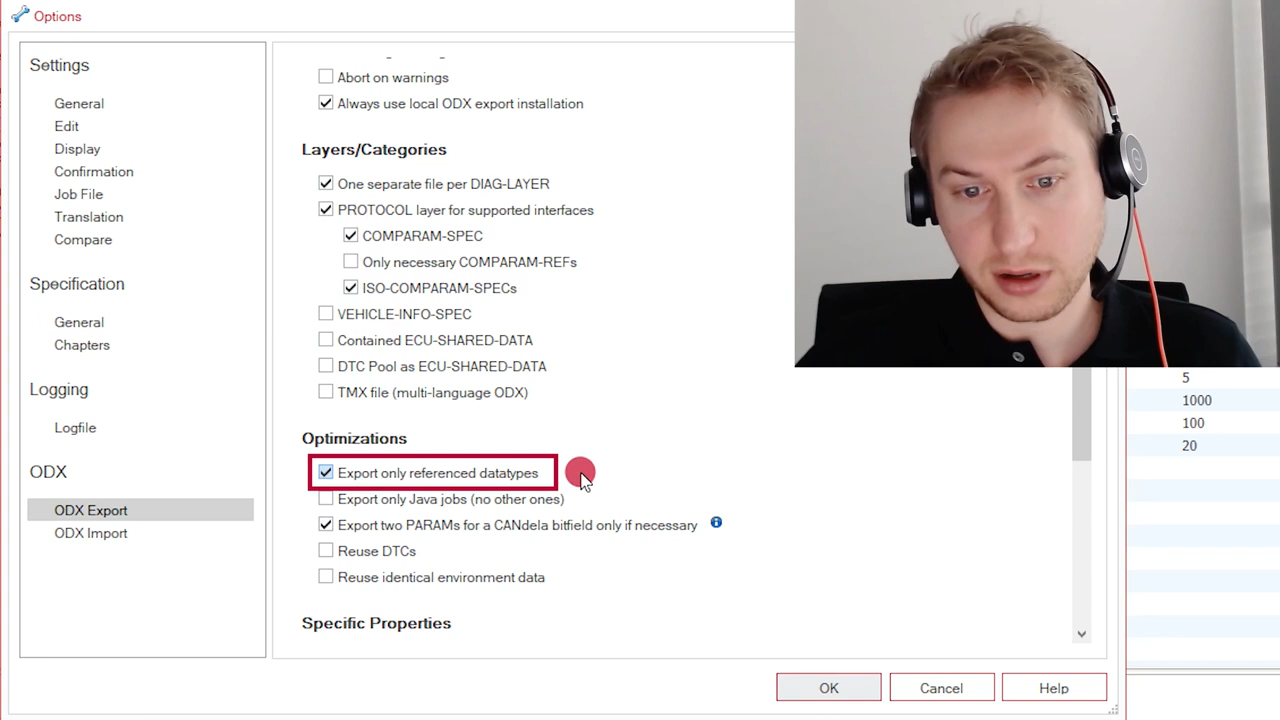 Options
Settings
General
Edit
Display
Confirmation
Job File
Translation
Compare
Specification
General
Chapters
Logging
Logfile
ODX
ODX Export
ODX Import
Abort on warnings
Always use local ODX export installation
Layers/Categories
One separate file per DIAG-LAYER
PROTOCOL layer for supported interfaces
COMPARAM-SPEC
Only necessary COMPARAM-REFs
ISO-COMPARAM-SPECs
VEHICLE-INFO-SPEC
Contained ECU-SHARED-DATA
DTC Pool as ECU-SHARED-DATA
TMX file (multi-language ODX)
Optimizations
Export only referenced datatypes
Export only Java jobs (no other ones)
Export two PARAMs for a CANdela bitfield only if necessary
Reuse DTCs
Reuse identical environment data
Specific Properties
OK
Cancel
Help
5
1000
100
20